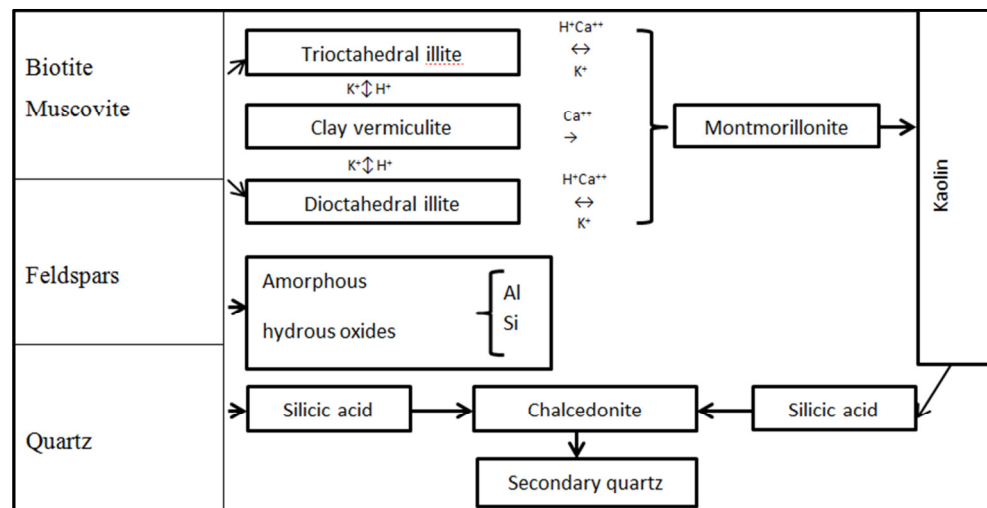 Biotite
Muscovite
Feldspars
Quartz
Trioctahedral illite
K⁺↕H⁺
Clay vermiculite
K⁺↕H⁺
Dioctahedral illite
H⁺Ca⁺⁺
↔
K⁺
Ca⁺⁺
→
H⁺Ca⁺⁺
↔
K⁺
Montmorillonite
Kaolin
Amorphous
hydrous oxides
Al
Si
Silicic acid
Chalcedonite
Silicic acid
Secondary quartz